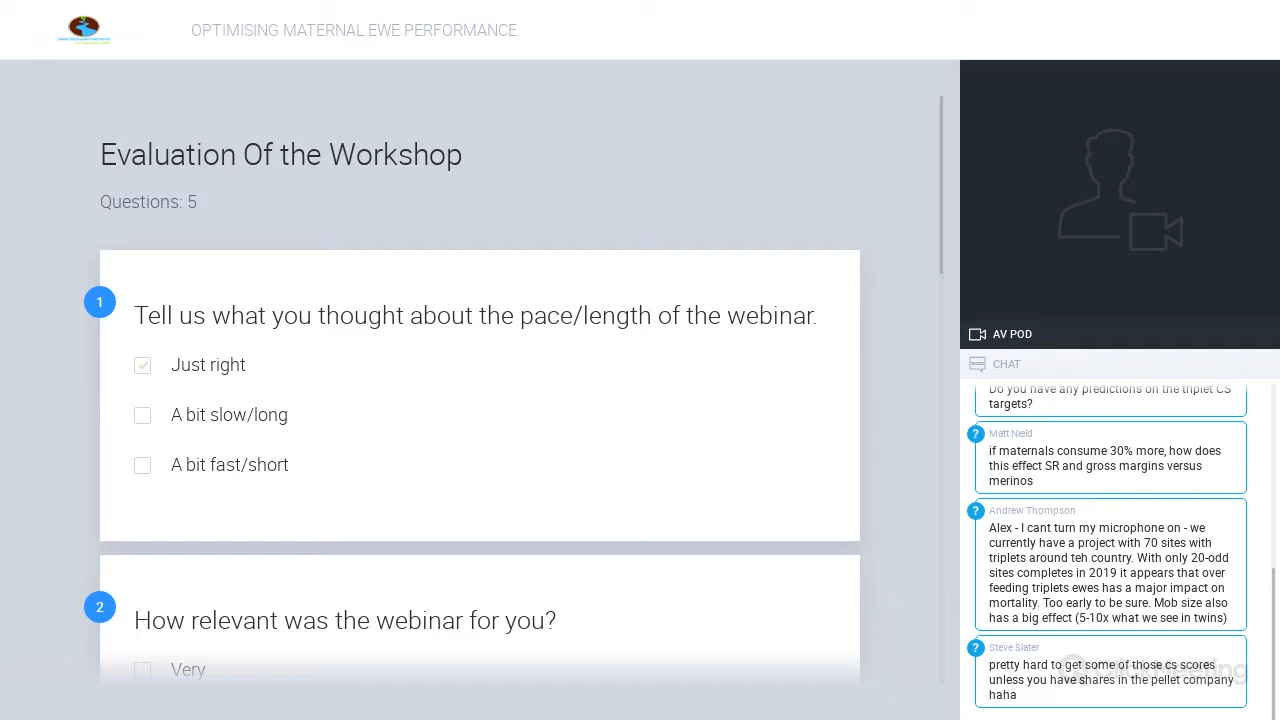 OPTIMISING MATERNAL EWE PERFORMANCE
Evaluation Of the Workshop
Questions: 5
1
Tell us what you thought about the pace/length of the webinar.
Just right
A bit slow/long
A bit fast/short
2
How relevant was the webinar for you?
Very
AV POD
CHAT
Do you have any predictions on the triplet CS
targets?
?
Matt Nield
if maternals consume 30% more, how does
this effect SR and gross margins versus
merinos
?
Andrew Thompson
Alex - I cant turn my microphone on - we
currently have a project with 70 sites with
triplets around teh country. With only 20-odd
sites completes in 2019 it appears that over
feeding triplets ewes has a major impact on
mortality. Too early to be sure. Mob size also
has a big effect (5-10x what we see in twins)
?
Steve Slater
pretty hard to get some of those cs scores
unless you have shares in the pellet company
haha
ClickMeeting